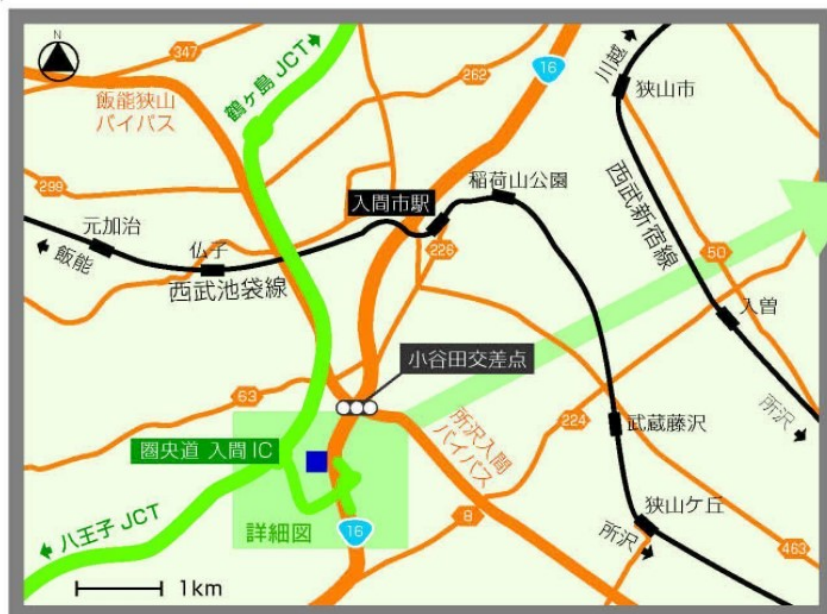 N
347
飯能狭山
バイパス
鶴ヶ島 JCT
262
16
川越
狭山市
299
元加治
飯能
仏子
西武池袋線
入間市駅
稲荷山公園
226
西武新宿線
50
入曽
所沢
小谷田交差点
63
圏央道 入間 IC
所沢入間
バイパス
224
武蔵藤沢
狭山ケ丘
所沢
8
463
八王子 JCT
詳細図
16
1km